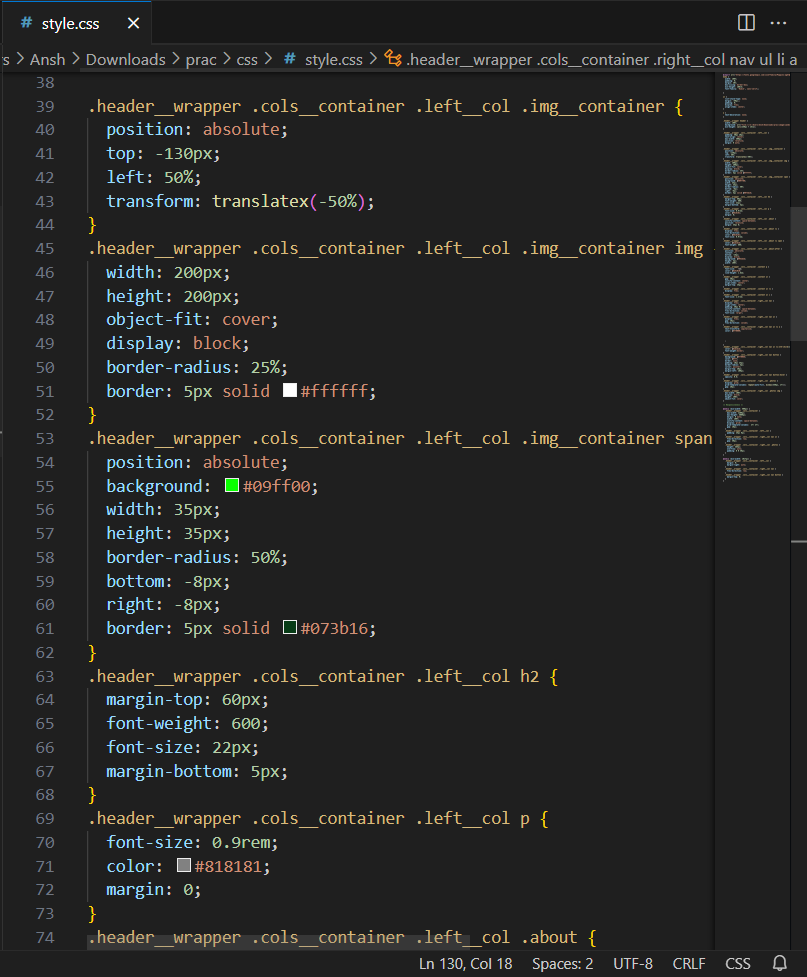 # style.css ×
s > Ansh > Downloads > prac > css > # style.css > .header__wrapper .cols__container .right__col nav ul li a
38
39 .header__wrapper .cols__container .left__col .img__container {
40 position: absolute;
41 top: -130px;
42 left: 50%;
43 transform: translatex(-50%);
44 }
45 .header__wrapper .cols__container .left__col .img__container img
46 width: 200px;
47 height: 200px;
48 object-fit: cover;
49 display: block;
50 border-radius: 25%;
51 border: 5px solid #ffffff;
52 }
53 .header__wrapper .cols__container .left__col .img__container span
54 position: absolute;
55 background: #09ff00;
56 width: 35px;
57 height: 35px;
58 border-radius: 50%;
59 bottom: -8px;
60 right: -8px;
61 border: 5px solid #073b16;
62 }
63 .header__wrapper .cols__container .left__col h2 {
64 margin-top: 60px;
65 font-weight: 600;
66 font-size: 22px;
67 margin-bottom: 5px;
68 }
69 .header__wrapper .cols__container .left__col p {
70 font-size: 0.9rem;
71 color: #818181;
72 margin: 0;
73 }
74 .header__wrapper .cols__container .left__col .about {
Ln 130, Col 18 Spaces: 2 UTF-8 CRLF CSS